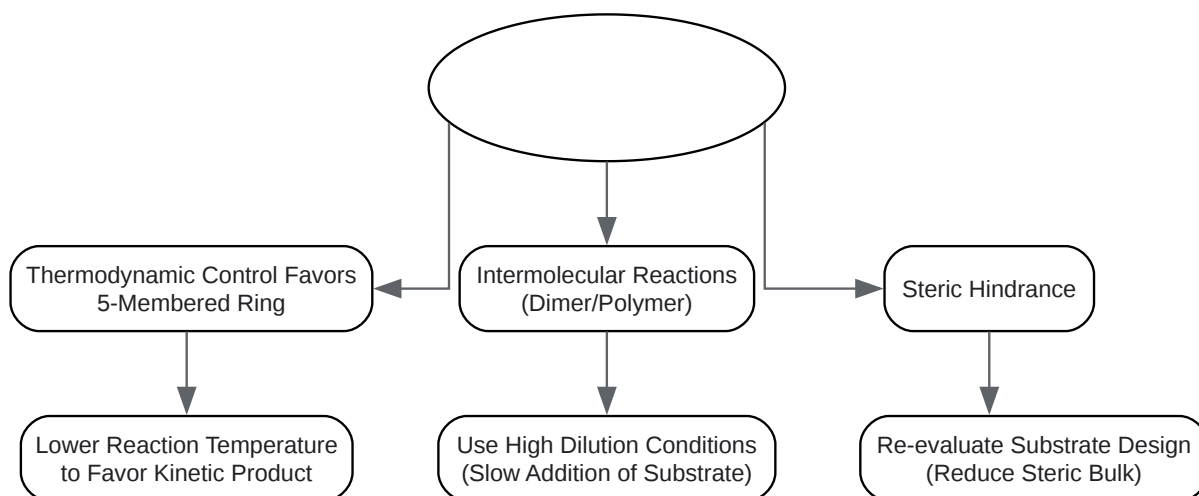 Thermodynamic Control Favors
5-Membered Ring
Intermolecular Reactions
(Dimer/Polymer)
Steric Hindrance
Lower Reaction Temperature
to Favor Kinetic Product
Use High Dilution Conditions
(Slow Addition of Substrate)
Re-evaluate Substrate Design
(Reduce Steric Bulk)